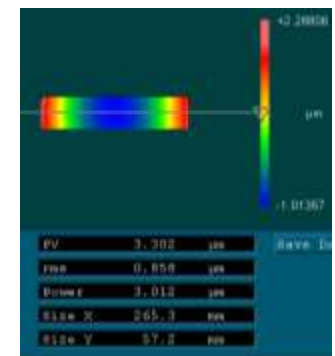 +2.28806
µm
-1.01367
PV 3.302 µm
rms 0.858 µm
Power 3.012 µm
Size X 265.3 mm
Size Y 57.2 mm
Save Da